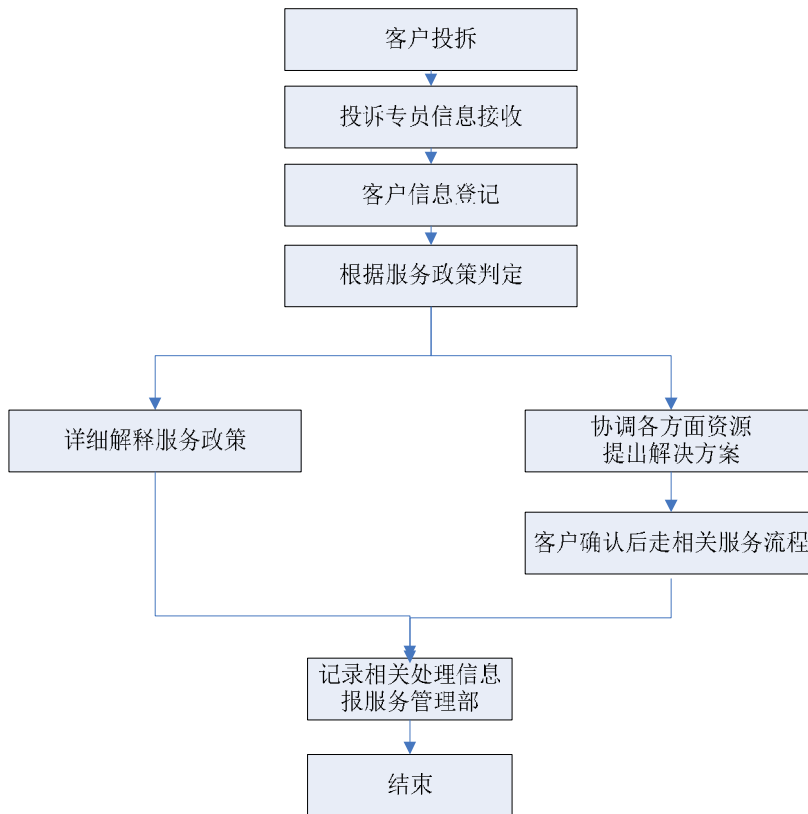 客户投拆
投诉专员信息接收
客户信息登记
根据服务政策判定
详细解释服务政策
协调各方面资源
提出解决方案
客户确认后走相关服务流程
记录相关处理信息
报服务管理部
结束